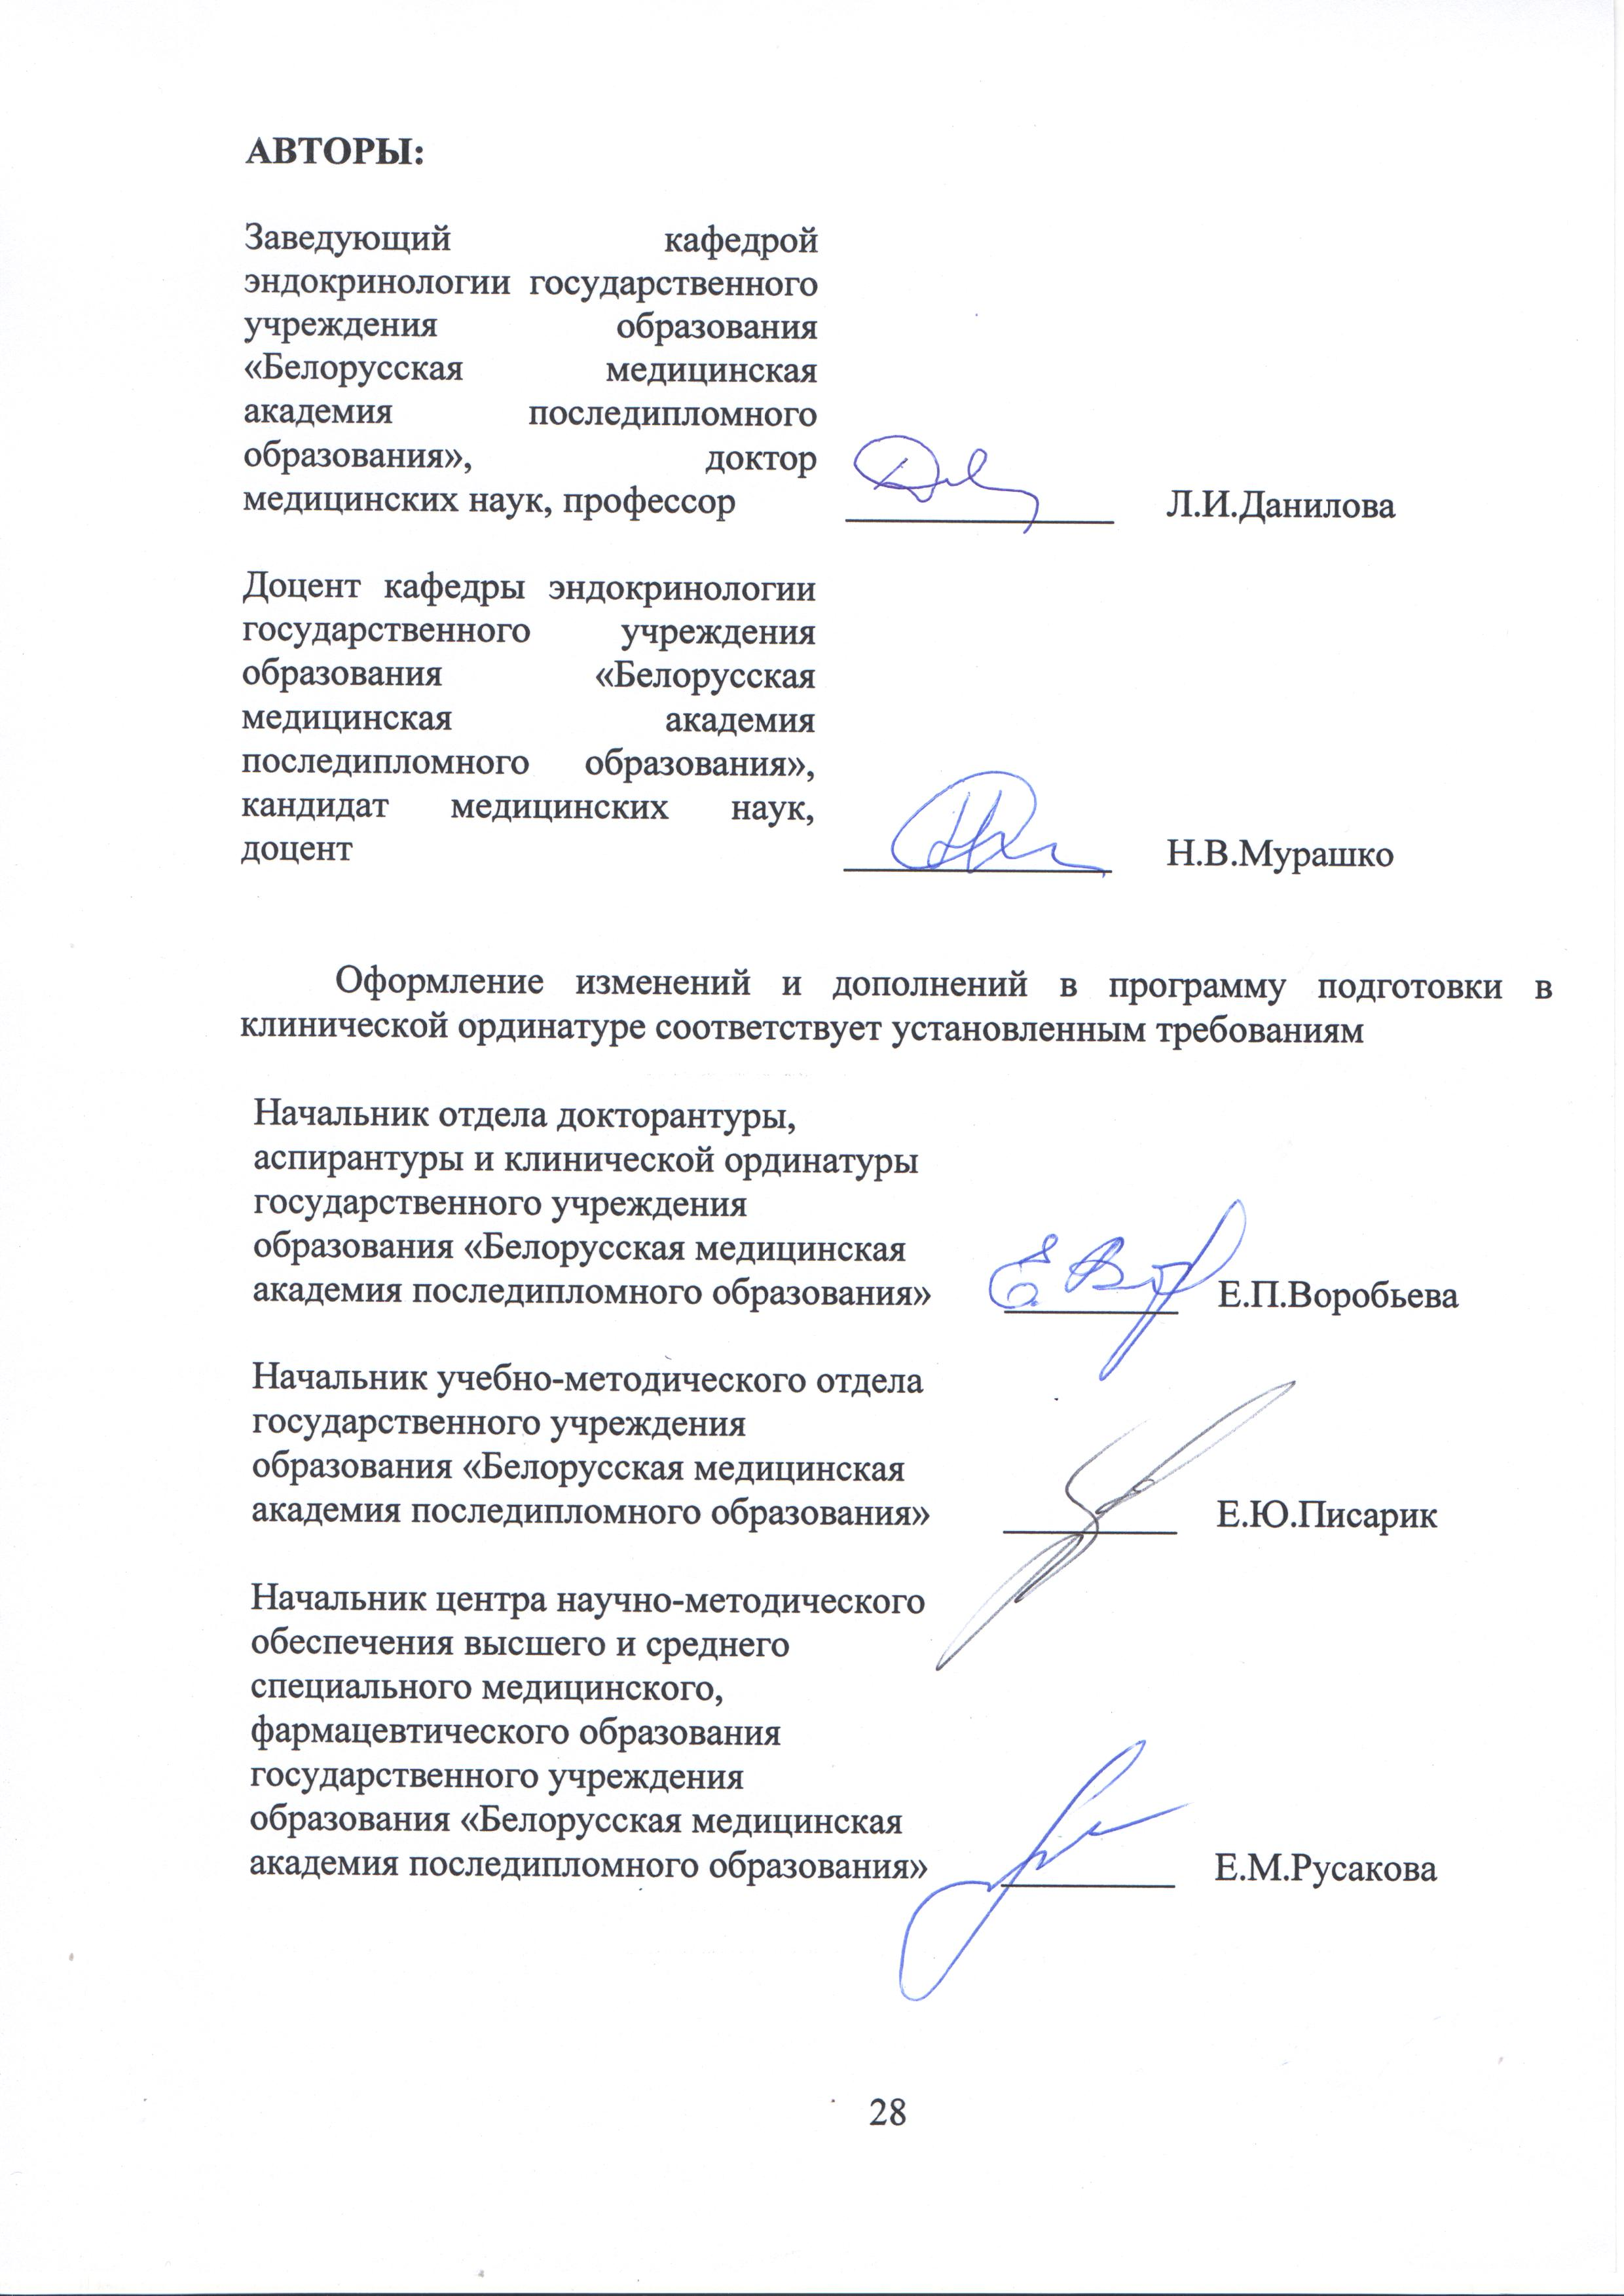 АВТОРЫ:
Заведующий кафедрой
эндокринологии государственного
учреждения образования
«Белорусская медицинская
академия последипломного
образования», доктор
медицинских наук, профессор Л.И.Данилова
Доцент кафедры эндокринологии
государственного учреждения
образования «Белорусская
медицинская академия
последипломного образования»,
кандидат медицинских наук,
доцент Н.В.Мурашко
Оформление изменений и дополнений в программу подготовки в
клинической ординатуре соответствует установленным требованиям
Начальник отдела докторантуры,
аспирантуры и клинической ординатуры
государственного учреждения
образования «Белорусская медицинская
академия последипломного образования» Е.П.Воробьева
Начальник учебно-методического отдела
государственного учреждения
образования «Белорусская медицинская
академия последипломного образования» Е.Ю.Писарик
Начальник центра научно-методического
обеспечения высшего и среднего
специального медицинского,
фармацевтического образования
государственного учреждения
образования «Белорусская медицинская
академия последипломного образования» Е.М.Русакова
28